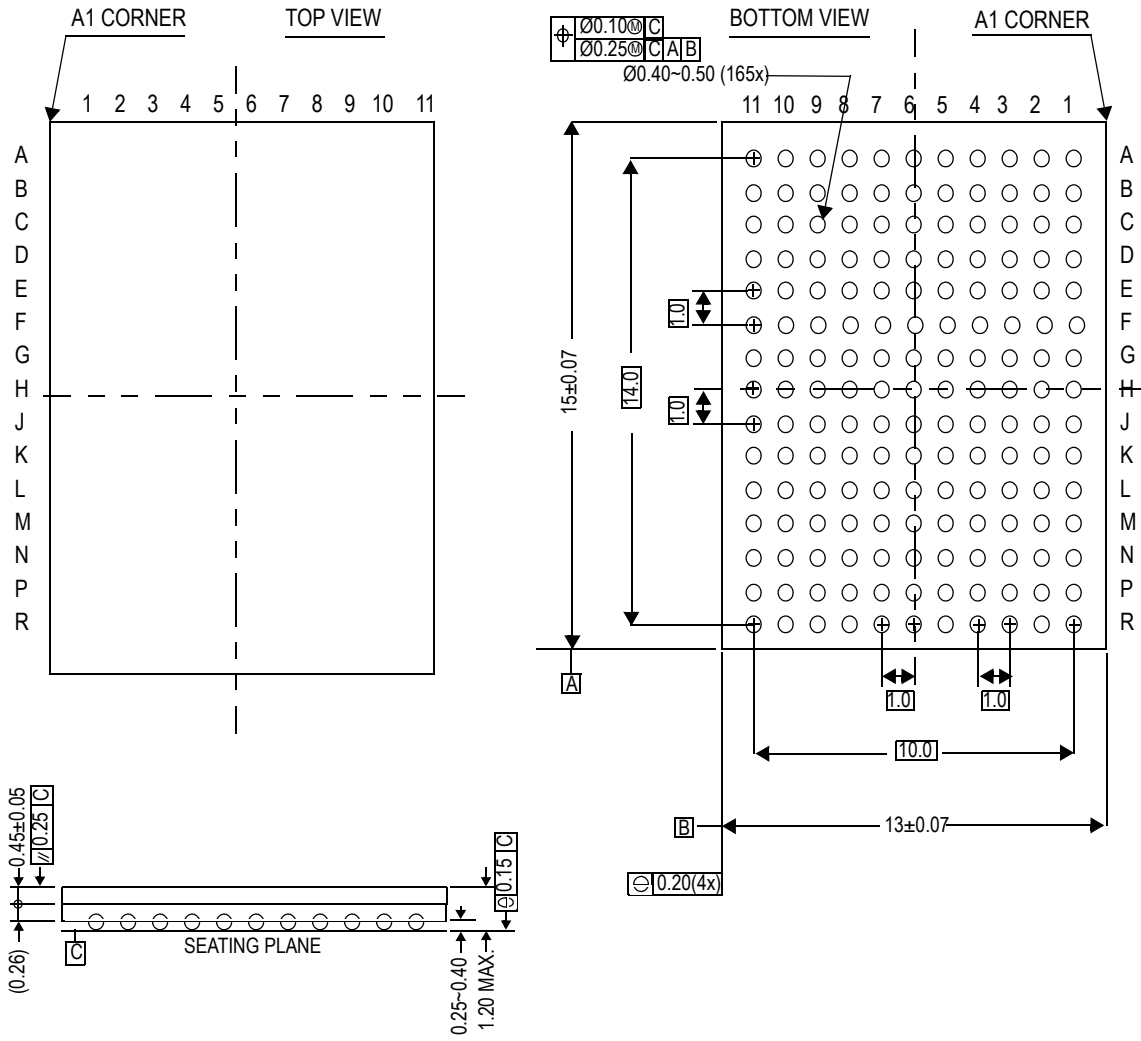 A1 CORNER
TOP VIEW
1 2 3 4 5 6 7 8 9 10 11
A
B
C
D
E
F
G
H
J
K
L
M
N
P
R
BOTTOM VIEW
A1 CORNER
⌖ Ø0.10Ⓜ C
Ø0.25Ⓜ C A B
Ø0.40~0.50 (165x)
11 10 9 8 7 6 5 4 3 2 1
A
B
C
D
E
F
G
H
J
K
L
M
N
P
R
15±0.07
14.0
1.0
1.0
A
1.0
1.0
10.0
B
13±0.07
0.20(4x)
0.45±0.05
// 0.25 C
(0.26)
C
SEATING PLANE
0.25~0.40
1.20 MAX.
0.15 C